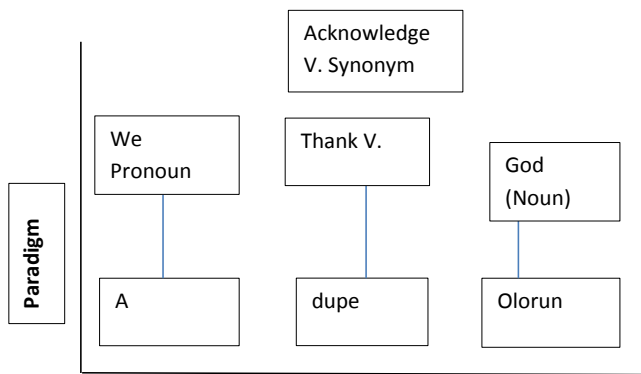 Acknowledge
V. Synonym
We
Pronoun
Thank V.
God
(Noun)
Paradigm
A
dupe
Olorun